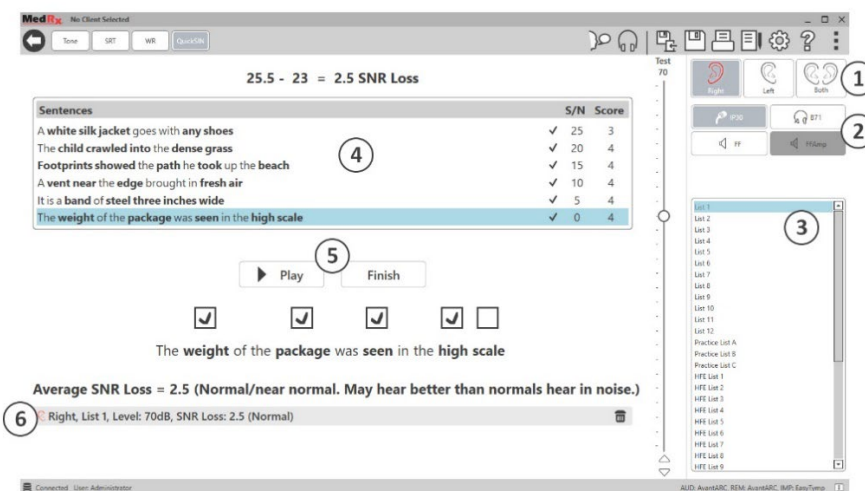 MedRx No Client Selected
Tone SRT WR QuickSIN
Test
70
25.5 - 23 = 2.5 SNR Loss
Right Left Both
1
IP30 B71
2
FF FFComp
Sentences S/N Score
A white silk jacket goes with any shoes ✓ 25 3
The child crawled into the dense grass ✓ 20 4
Footprints showed the path he took up the beach ✓ 15 4
A vent near the edge brought in fresh air ✓ 10 4
It is a band of steel three inches wide ✓ 5 4
The weight of the package was seen in the high scale ✓ 0 4
4
5
Play Finish
The weight of the package was seen in the high scale
Average SNR Loss = 2.5 (Normal/near normal. May hear better than normals hear in noise.)
6
Right, List 1, Level: 70dB, SNR Loss: 2.5 (Normal)
3
List 1
List 2
List 3
List 4
List 5
List 6
List 7
List 8
List 9
List 10
List 11
List 12
Practice List A
Practice List B
Practice List C
HFE List 1
HFE List 2
HFE List 3
HFE List 4
HFE List 5
HFE List 6
HFE List 7
HFE List 8
HFE List 9
Connected User: Administrator
AUD: AvantARC, REM: AvantARC, IMP: EasyTymp